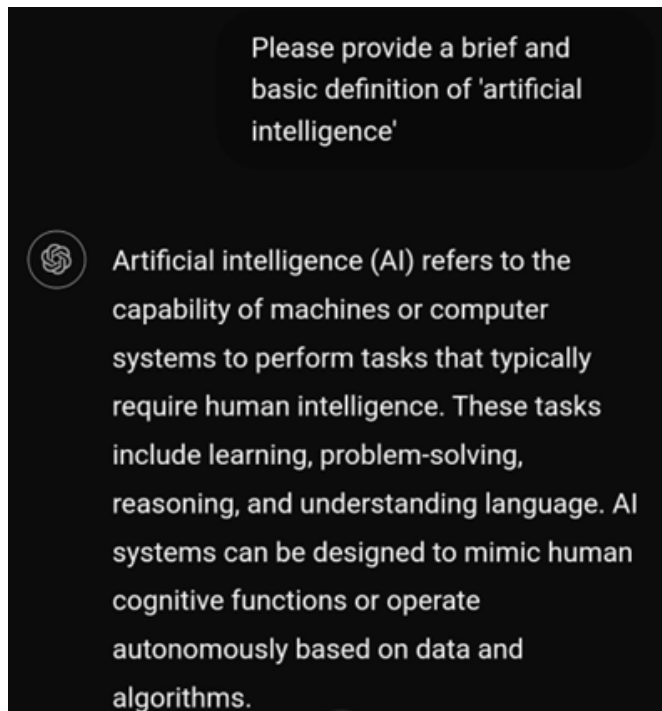 Please provide a brief and
basic definition of 'artificial
intelligence'
Artificial intelligence (AI) refers to the
capability of machines or computer
systems to perform tasks that typically
require human intelligence. These tasks
include learning, problem-solving,
reasoning, and understanding language. AI
systems can be designed to mimic human
cognitive functions or operate
autonomously based on data and
algorithms.